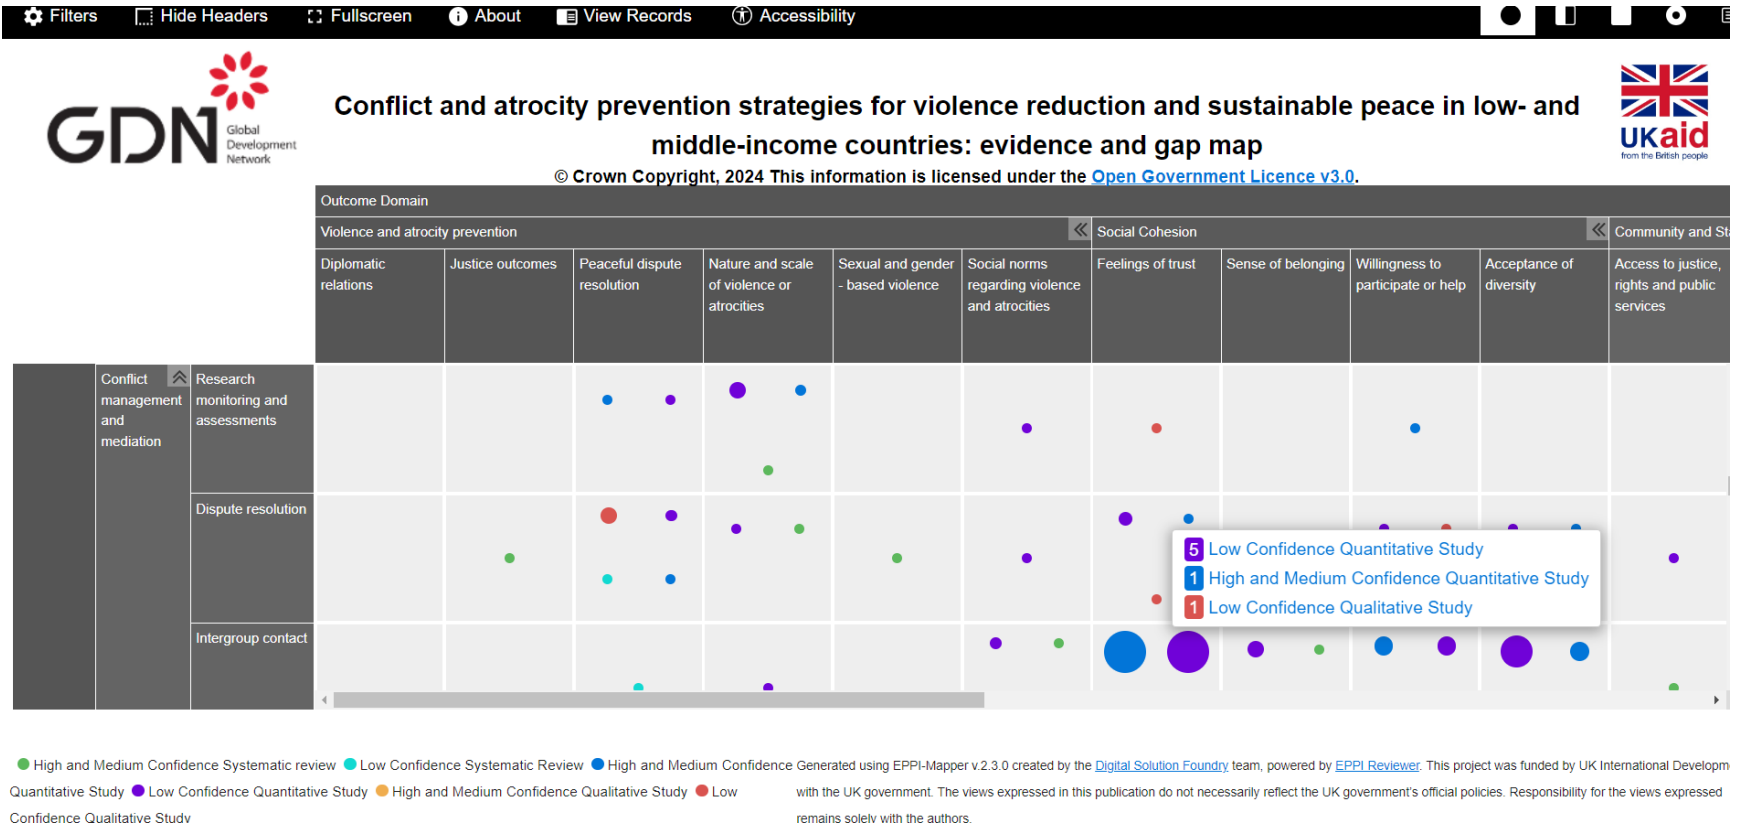 Filters Hide Headers Fullscreen About View Records Accessibility
GDN Global
Development
Network
Conflict and atrocity prevention strategies for violence reduction and sustainable peace in low- and
middle-income countries: evidence and gap map
© Crown Copyright, 2024 This information is licensed under the Open Government Licence v3.0.
UKaid
from the British people
Outcome Domain
Violence and atrocity prevention
Social Cohesion
Community and
Diplomatic
relations
Justice outcomes
Peaceful dispute
resolution
Nature and scale
of violence or
atrocities
Sexual and gender
- based violence
Social norms
regarding violence
and atrocities
Feelings of trust
Sense of belonging
Willingness to
participate or help
Acceptance of
diversity
Access to justice,
rights and public
services
Conflict
management
and
mediation
Research
monitoring and
assessments
Dispute resolution
5 Low Confidence Quantitative Study
1 High and Medium Confidence Quantitative Study
1 Low Confidence Qualitative Study
Intergroup contact
High and Medium Confidence Systematic review Low Confidence Systematic Review High and Medium Confidence
Quantitative Study Low Confidence Quantitative Study High and Medium Confidence Qualitative Study Low
Confidence Qualitative Study
Generated using EPPI-Mapper v.2.3.0 created by the Digital Solution Foundry team, powered by EPPI Reviewer. This project was funded by UK International
with the UK government. The views expressed in this publication do not necessarily reflect the UK government's official policies. Responsibility for the views expressed
remains solely with the authors.